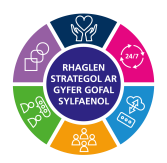 24/7
RHAGLEN
STRATEGOL AR
GYFER GOFAL
SYLFAENOL